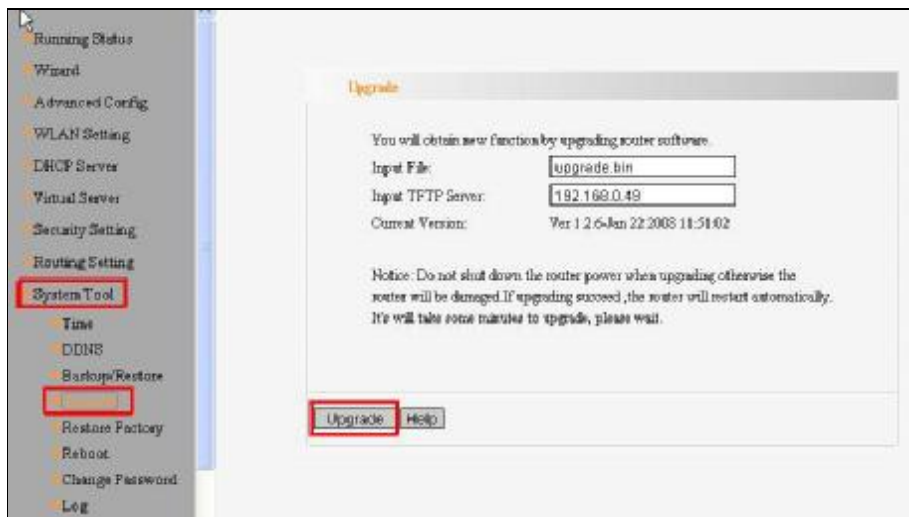 Running Status
Wizard
Advanced Config
WLAN Setting
DHCP Server
Virtual Server
Security Setting
Routing Setting
System Tool
Time
DDNS
Backup/Restore
Restore Factory
Reboot
Change Password
Log
Upgrade
You will obtain new function by upgrading router software.
Input File: upgrade.bin
Input TFTP Server: 192.168.0.49
Current Version: Ver 1.2.6-Jan 22 2008 11:51:02
Notice: Do not shut down the router power when upgrading otherwise the
router will be damaged.If upgrading succeed ,the router will restart automatically.
It's will take some minutes to upgrade, please wait.
Upgrade Help